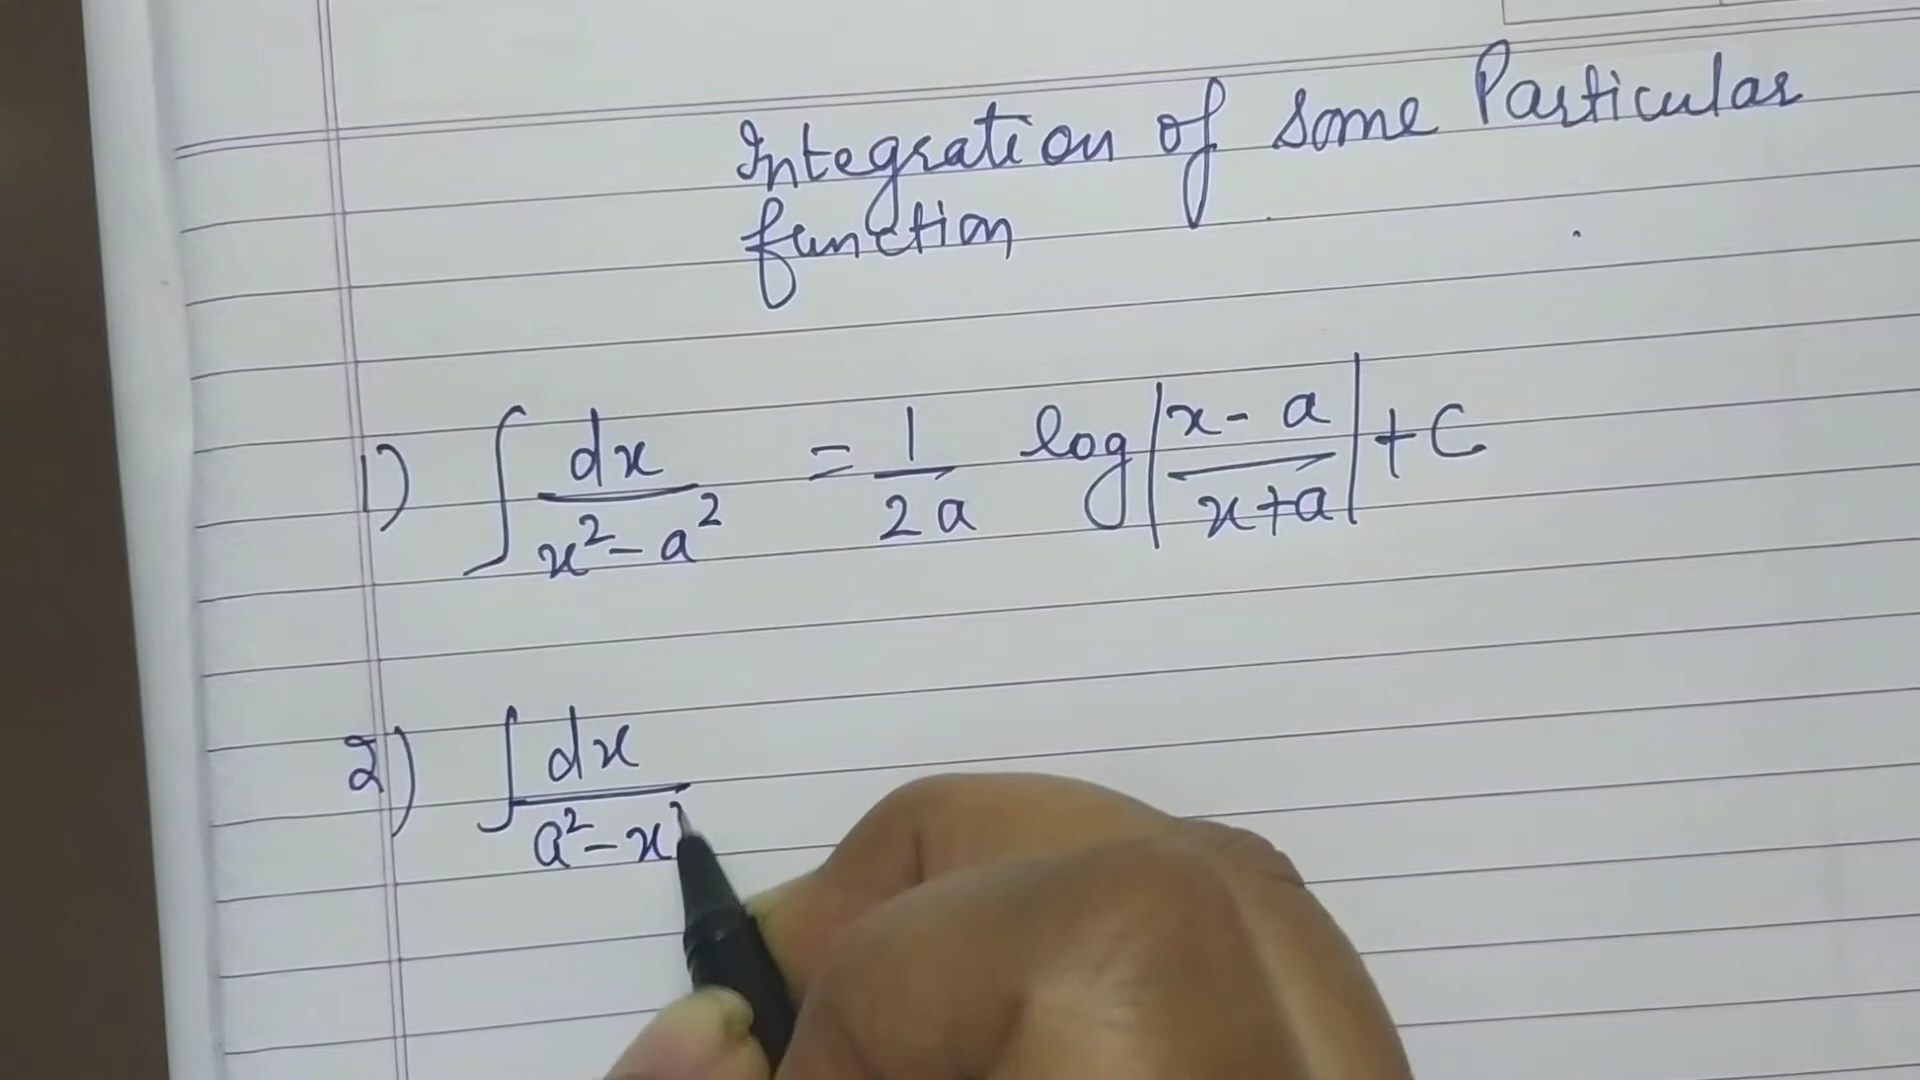 Integration of some Particular
function
1) ∫ dx / x² - a² = 1 / 2a log | x - a / x + a | + C
2) ∫ dx / a² - x²